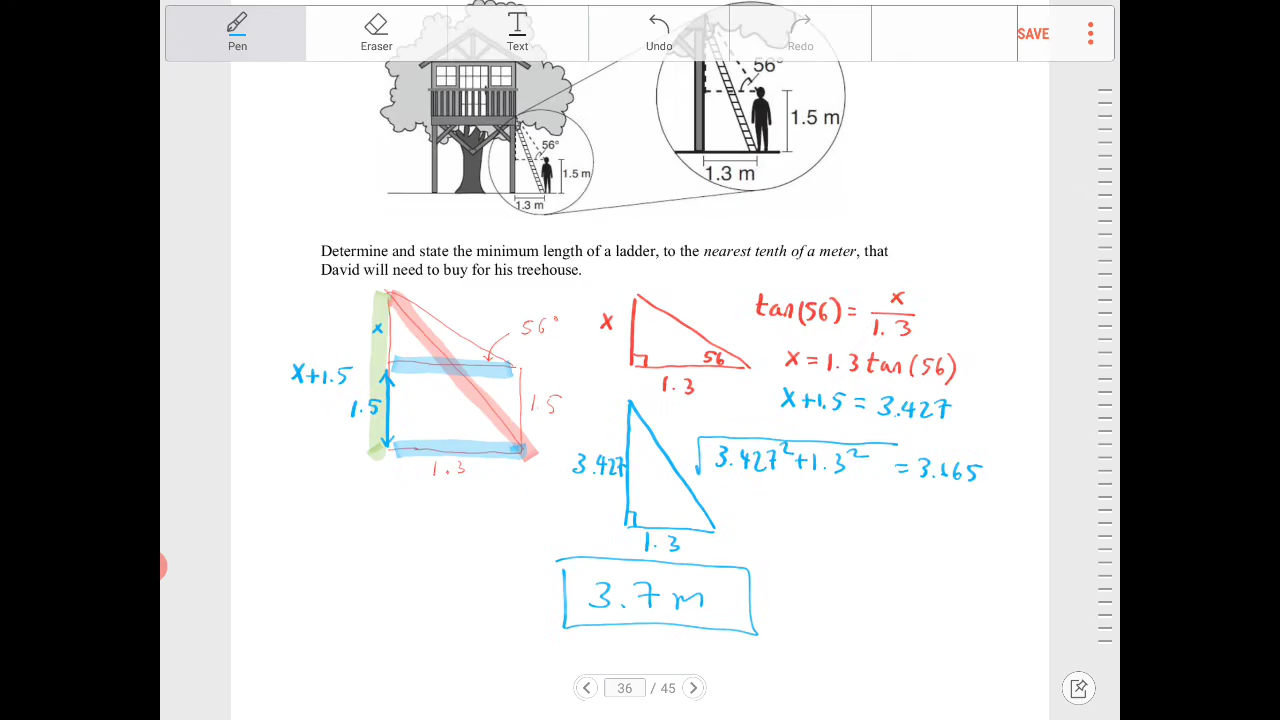 Pen
Eraser
Text
Undo
Redo
SAVE
56°
1.5 m
1.3 m
56°
1.5 m
1.3 m
Determine and state the minimum length of a ladder, to the nearest tenth of a meter, that
David will need to buy for his treehouse.
x
56°
x+1.5
1.5
1.5
1.3
x
56
1.3
tan(56) = x/1.3
x = 1.3 tan(56)
x+1.5 = 3.427
3.427
1.3
√3.427²+1.3² = 3.665
3.7 m
36 / 45